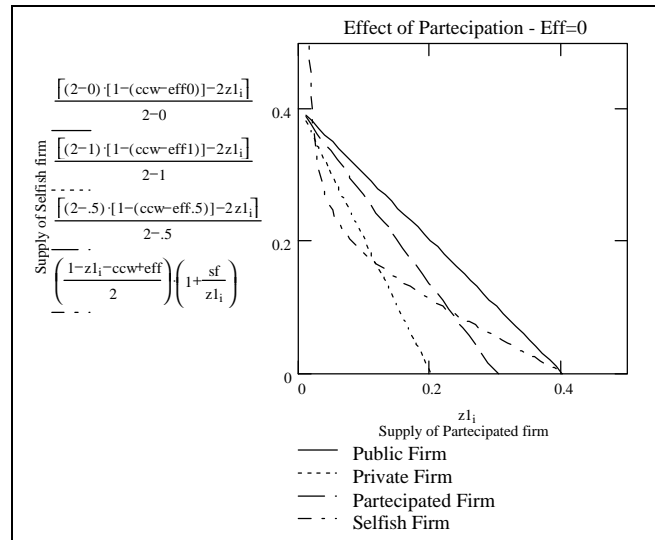 Effect of Partecipation - Eff=0
Supply of Selfish firm
[(2−0)·[1−(ccw−eff0)]−2z1i]
2−0
[(2−1)·[1−(ccw−eff1)]−2z1i]
2−1
[(2−.5)·[1−(ccw−eff.5)]−2z1i]
2−.5
(1−z1i−ccw+eff / 2)·(1+ sf / z1i)
0.4
0.2
0
0 0.2 0.4
z1i
Supply of Partecipated firm
Public Firm
Private Firm
Partecipated Firm
Selfish Firm